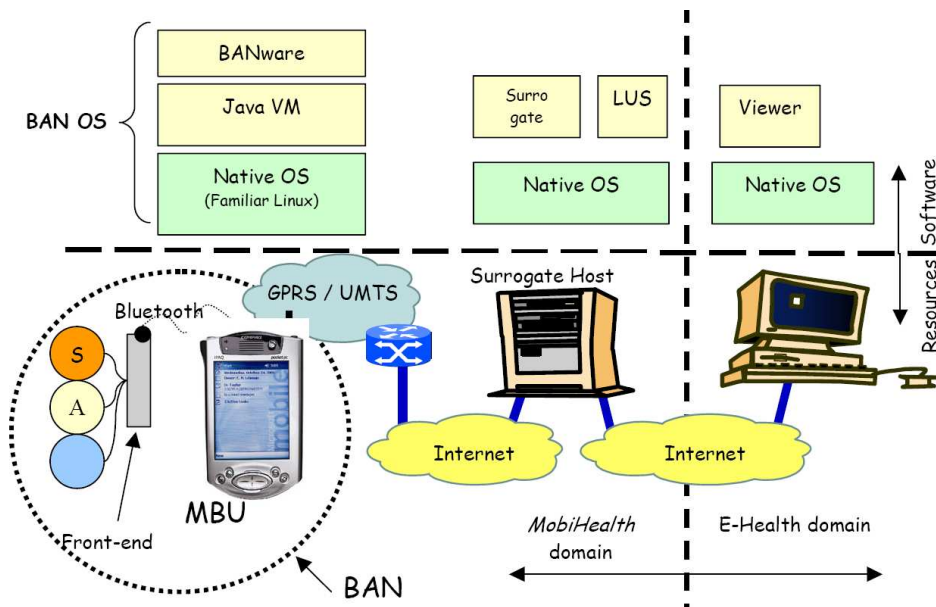 BANware
Java VM
BAN OS
Native OS
(Familiar Linux)
Surro
gate
LUS
Native OS
Viewer
Native OS
Resources Software
GPRS / UMTS
Surrogate Host
Bluetooth
S
A
MBU
Front-end
BAN
Internet
Internet
MobiHealth
domain
E-Health domain